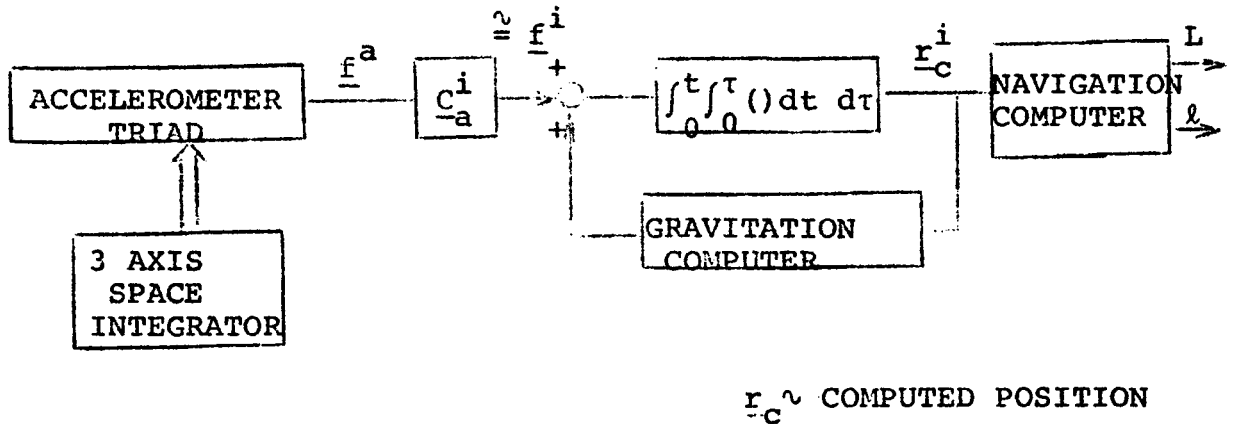 ACCELEROMETER
TRIAD
f^a
C_a^i
≅ f^i
+
+
∫_0^t ∫_0^τ ()dt dτ
r_c^i
NAVIGATION
COMPUTER
L
ℓ
GRAVITATION
COMPUTER
3 AXIS
SPACE
INTEGRATOR
r_c ~ COMPUTED POSITION